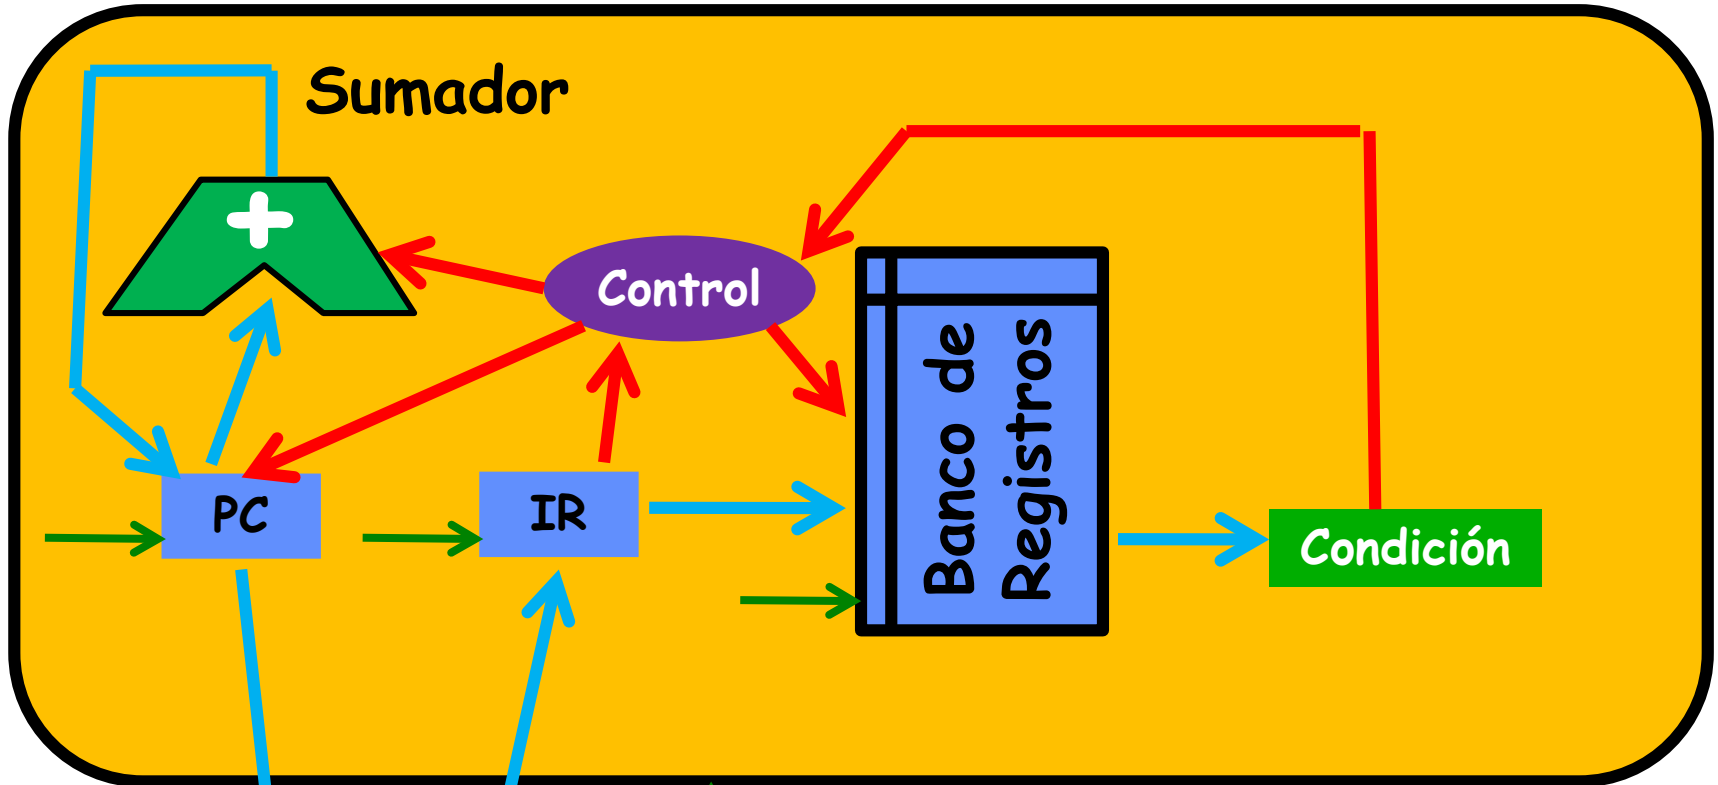 Sumador
+
Control
Banco de
Registros
PC
IR
Condición